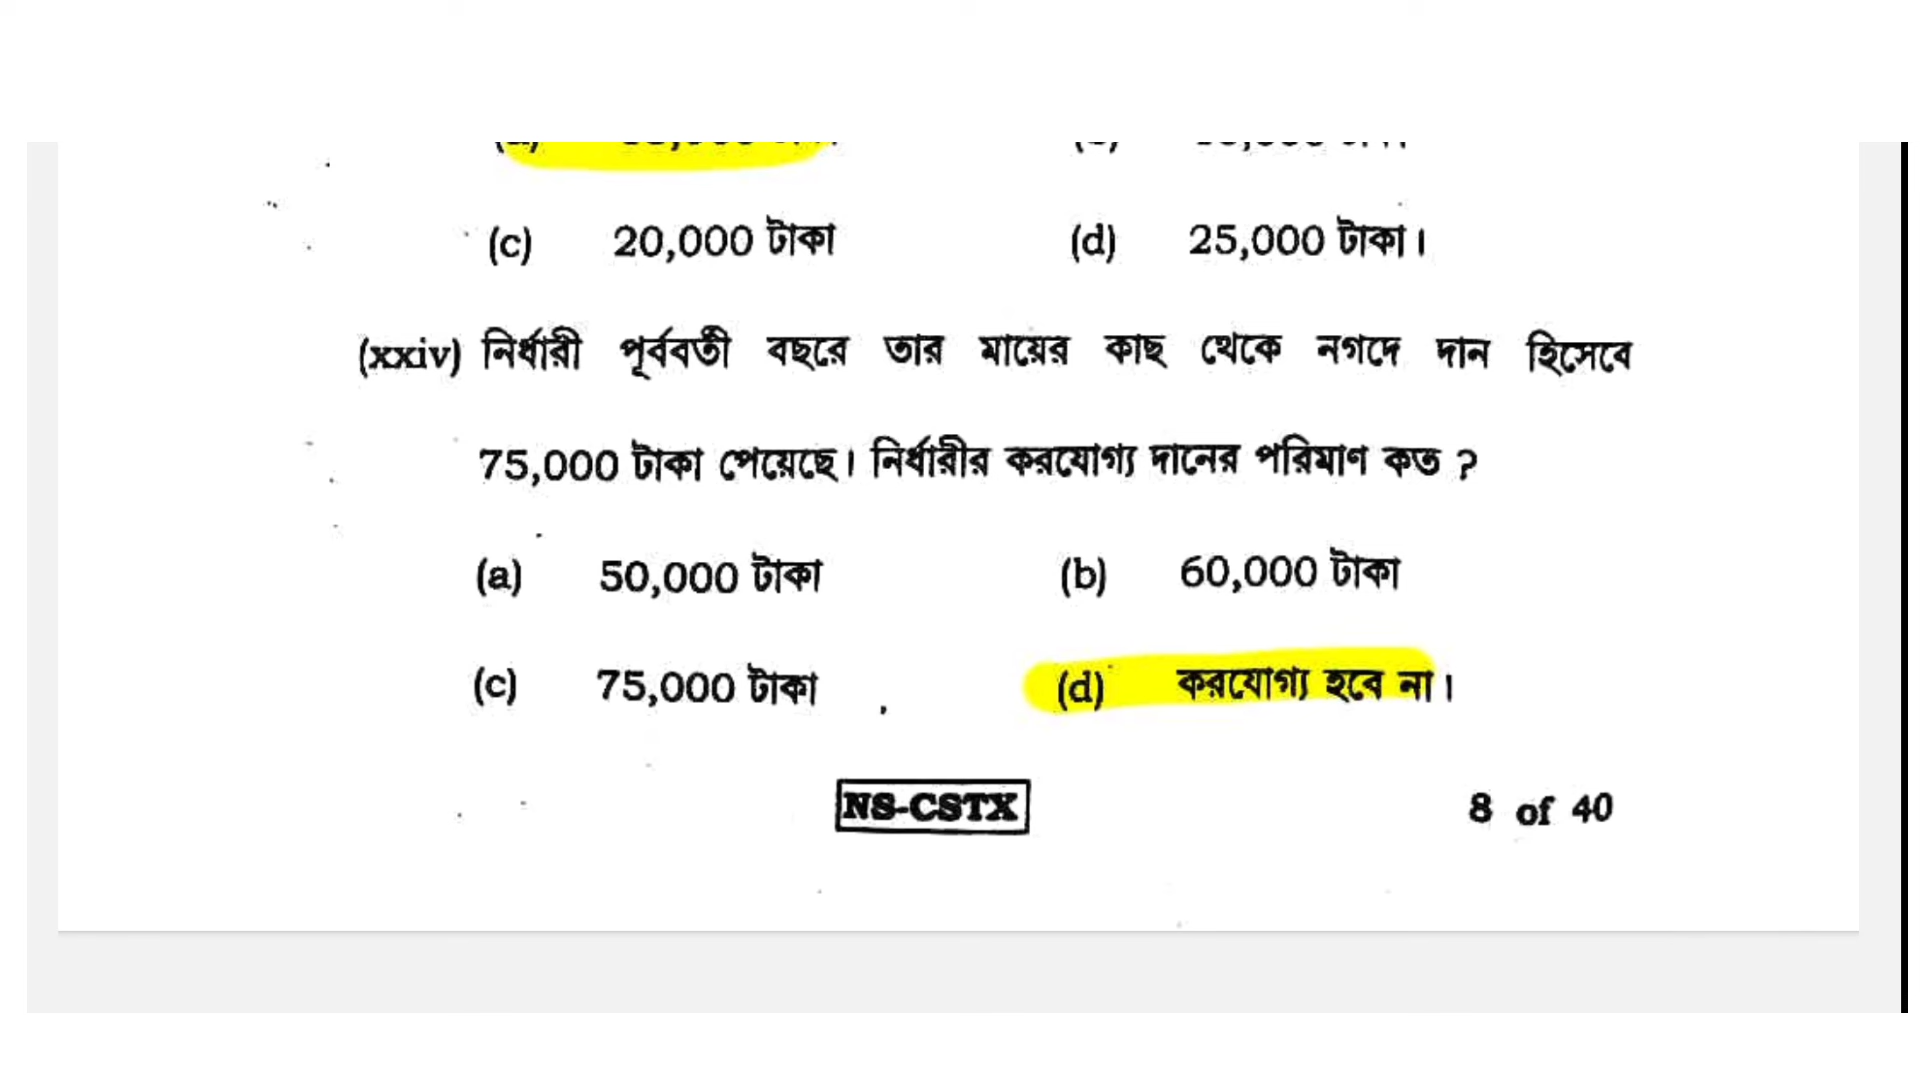 (c) 20,000 টাকা (d) 25,000 টাকা।
(xxiv) নির্ধারী পূর্ববর্তী বছরে তার মায়ের কাছ থেকে নগদে দান হিসেবে
75,000 টাকা পেয়েছে। নির্ধারীর করযোগ্য দানের পরিমাণ কত ?
(a) 50,000 টাকা (b) 60,000 টাকা
(c) 75,000 টাকা (d) করযোগ্য হবে না।
NS-CSTX 8 of 40